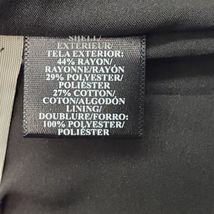 SHELL/
EXTÉRIEUR/
TELA EXTERIOR:
44% RAYON/
RAYONNE/RAYÓN
29% POLYESTER/
POLIÉSTER
27% COTTON/
COTON/ALGODÓN
LINING/
DOUBLURE/FORRO:
100% POLYESTER/
POLIÉSTER